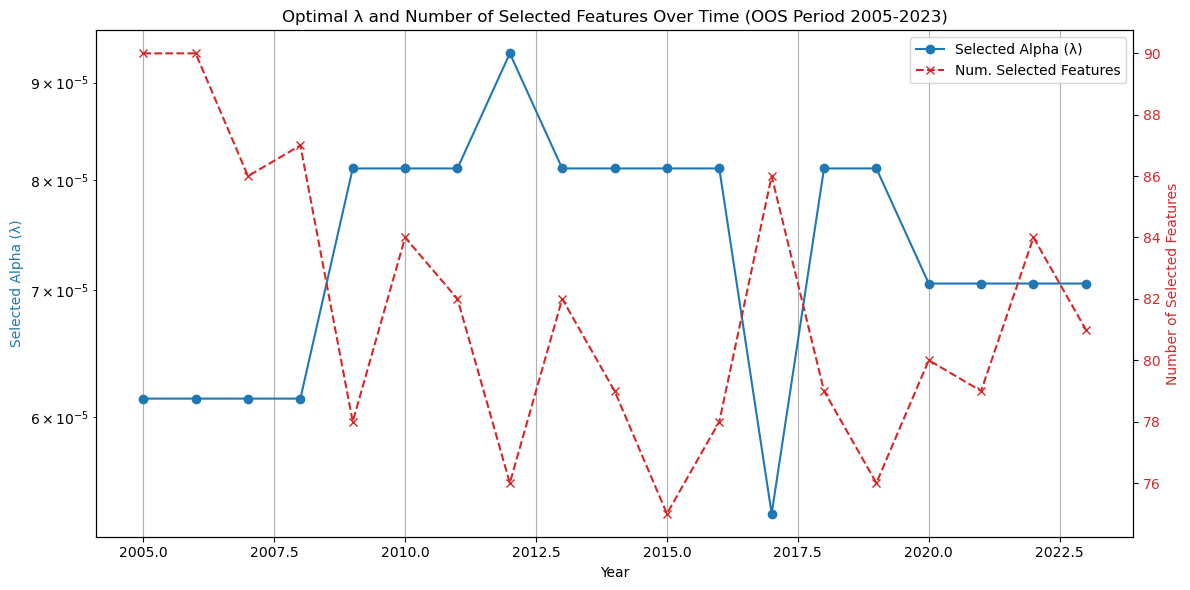 Optimal λ and Number of Selected Features Over Time (OOS Period 2005-2023)
Selected Alpha (λ)
Num. Selected Features
9 × 10⁻⁵
8 × 10⁻⁵
7 × 10⁻⁵
6 × 10⁻⁵
Selected Alpha (λ)
90
88
86
84
82
80
78
76
Number of Selected Features
2005.0 2007.5 2010.0 2012.5 2015.0 2017.5 2020.0 2022.5
Year